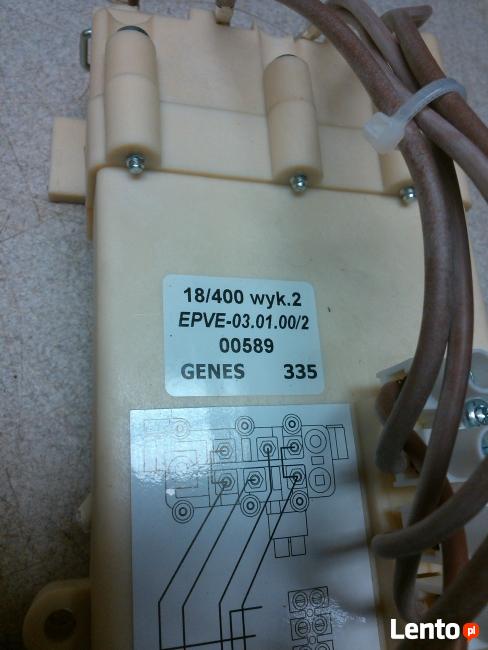 18/400 wyk.2
EPVE-03.01.00/2
00589
GENES 335
Lento.pl